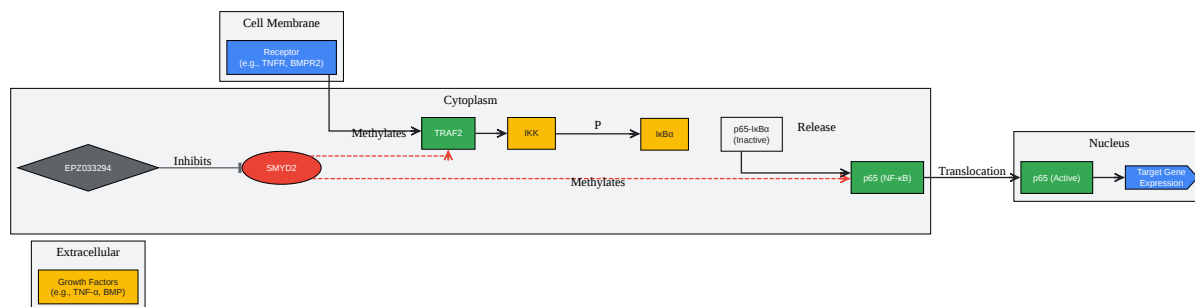 Cell Membrane
Receptor
(e.g., TNFR, BMPR2)
Cytoplasm
Methylates
TRAF2
IKK
P
IκBα
p65-IκBα
(Inactive)
Release
EPZ033294
Inhibits
SMYD2
Methylates
p65 (NF-κB)
Translocation
Nucleus
p65 (Active)
Target Gene
Expression
Extracellular
Growth Factors
(e.g., TNF-α, BMP)